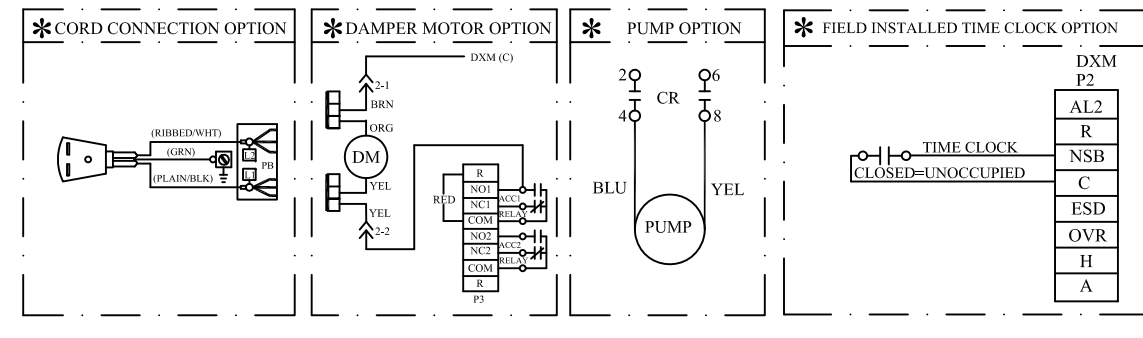 * CORD CONNECTION OPTION
(RIBBED/WHT)
(GRN)
(PLAIN/BLK)
L2
L1
PB
* DAMPER MOTOR OPTION
DXM (C)
2-1
BRN
ORG
DM
YEL
YEL
2-2
RED
R
NO1
NC1
COM
NO2
NC2
COM
R
P3
ACC1
RELAY
ACC2
RELAY
* PUMP OPTION
2
6
CR
4
8
BLU
YEL
PUMP
* FIELD INSTALLED TIME CLOCK OPTION
DXM
P2
AL2
R
NSB
C
ESD
OVR
H
A
TIME CLOCK
CLOSED=UNOCCUPIED